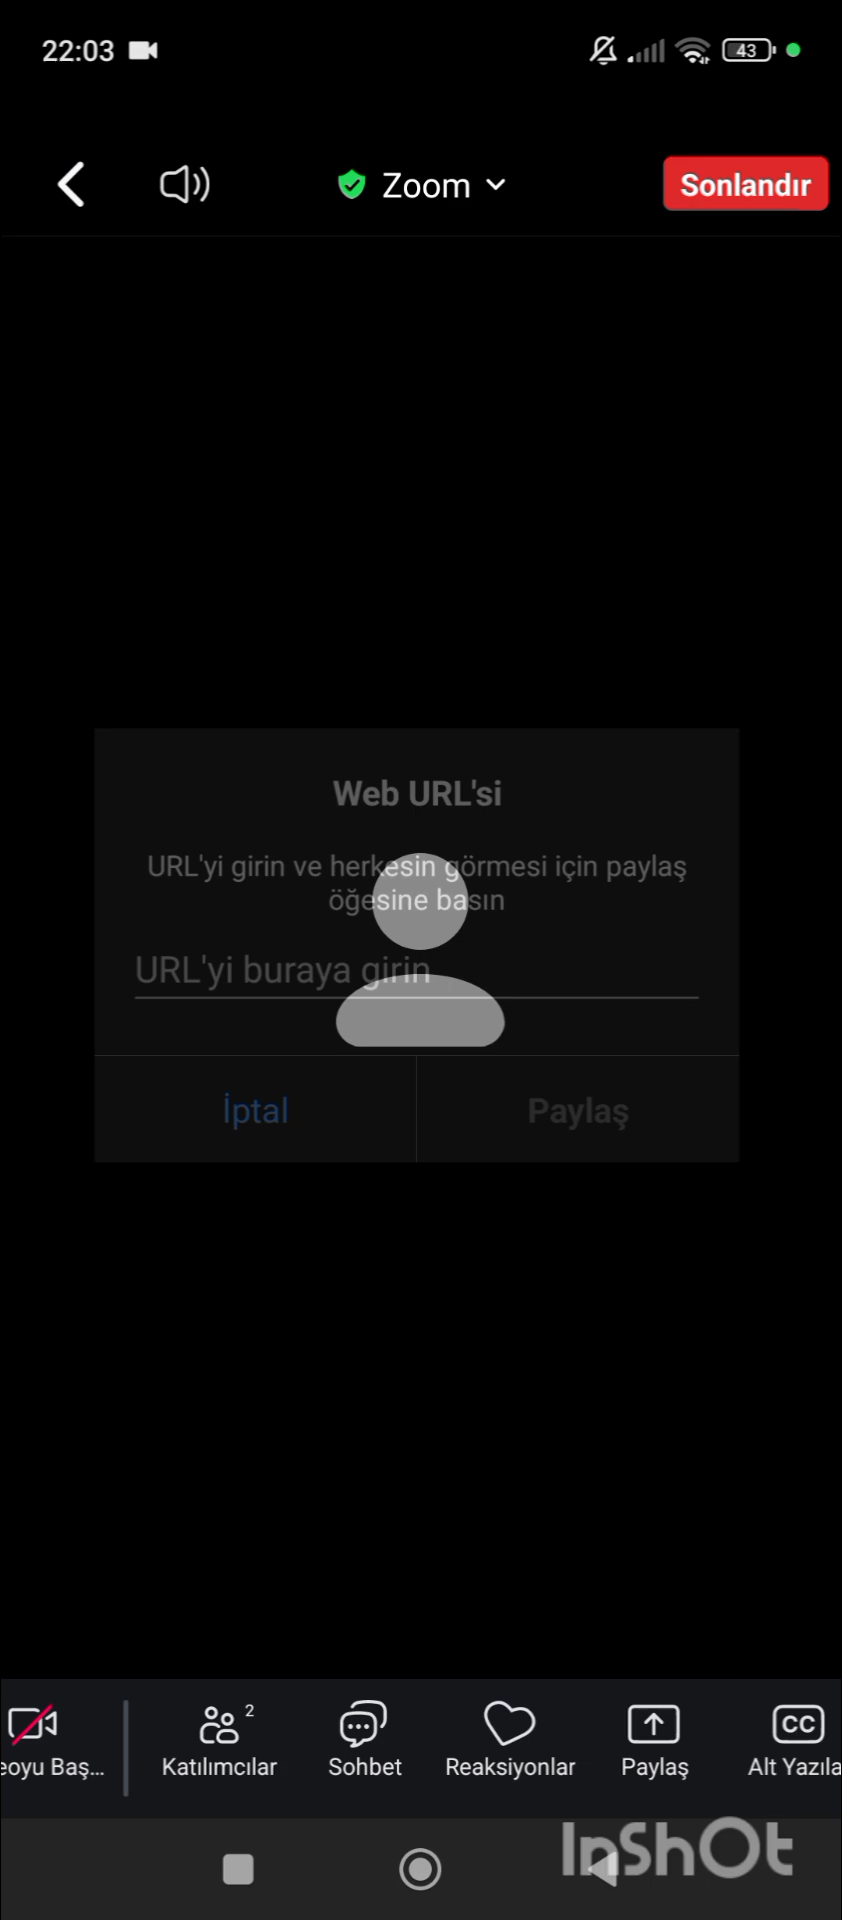 22:03
43
Zoom
Sonlandır
Web URL'si
URL'yi girin ve herkesin görmesi için paylaş
öğesine basın
URL'yi buraya girin
İptal
Paylaş
2
eoyu Baş...
Katılımcılar
Sohbet
Reaksiyonlar
Paylaş
CC
Alt Yazıla
InShOt